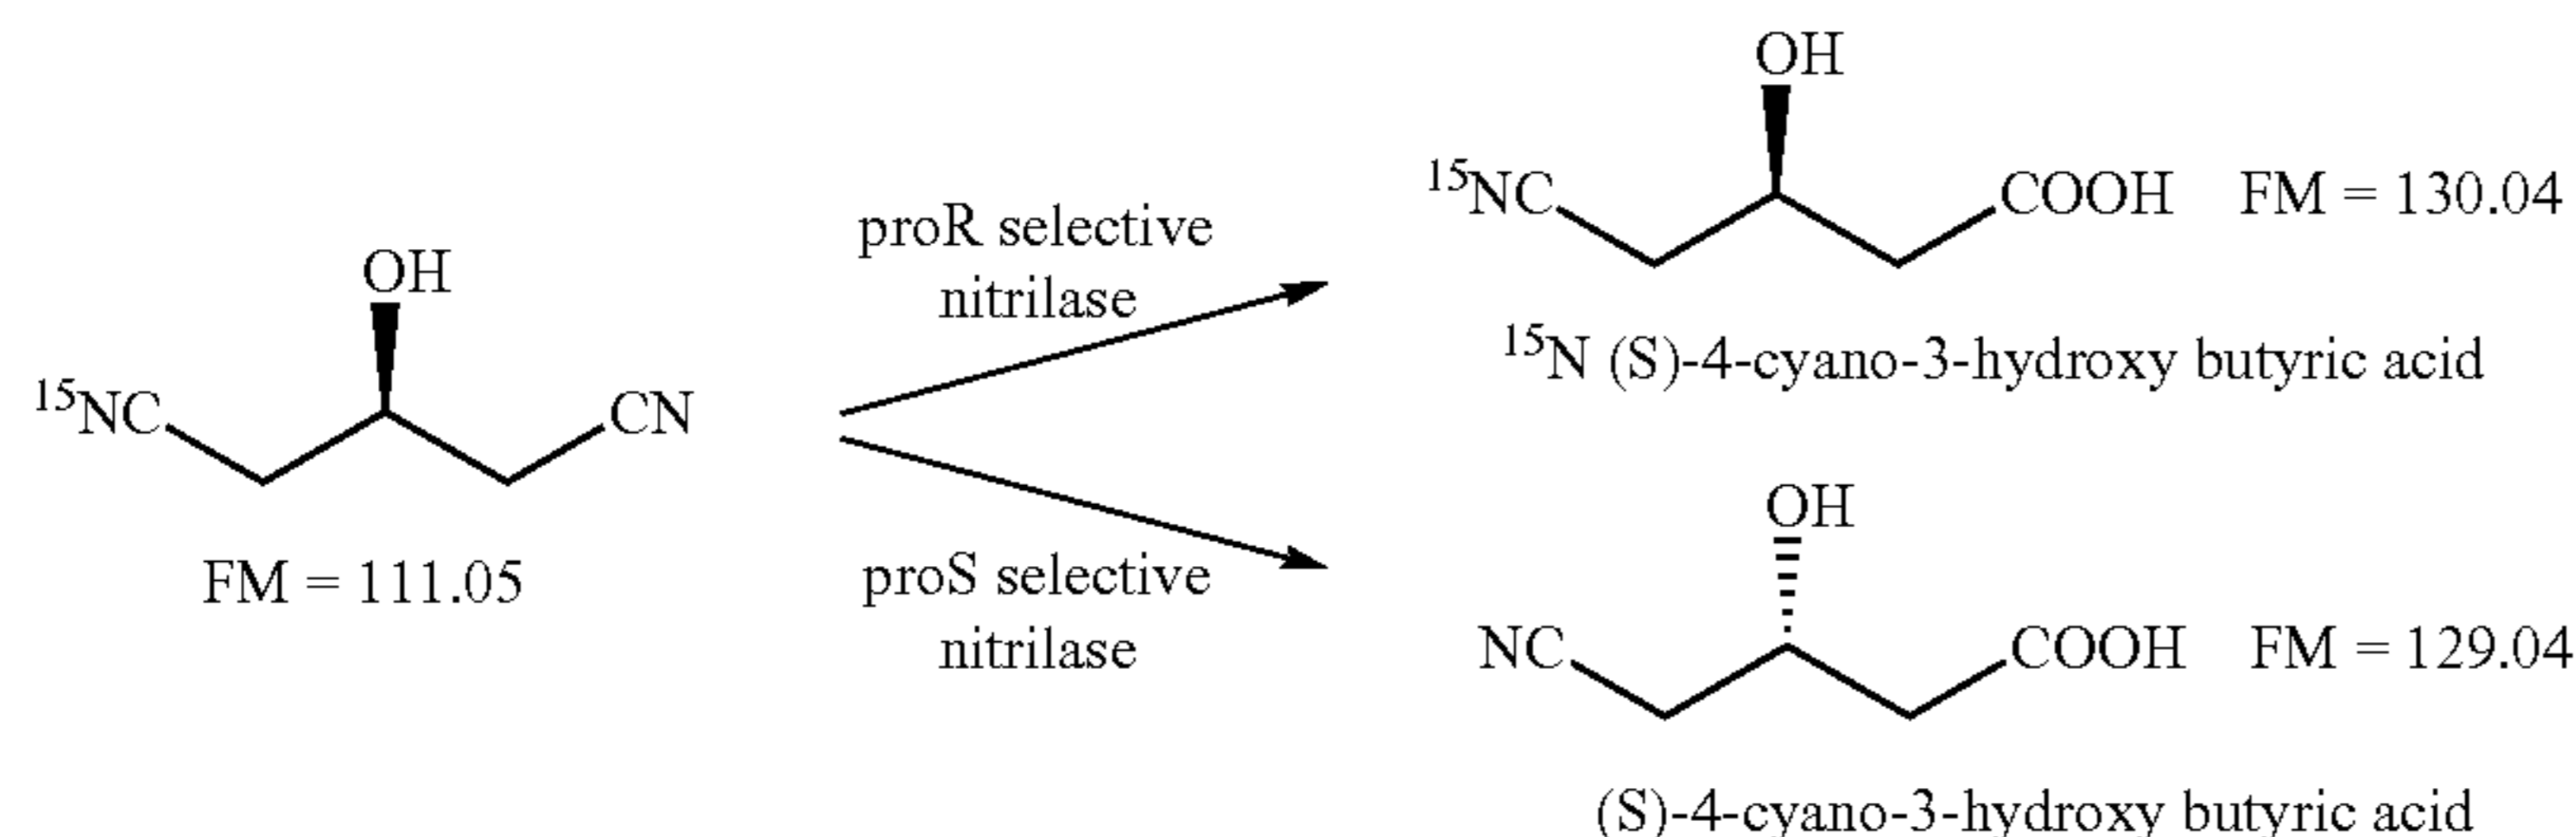 OH
¹⁵NC
CN
FM = 111.05
proR selective
nitrilase
proS selective
nitrilase
OH
¹⁵NC
COOH FM = 130.04
¹⁵N (S)-4-cyano-3-hydroxy butyric acid
OH
NC
COOH FM = 129.04
(S)-4-cyano-3-hydroxy butyric acid